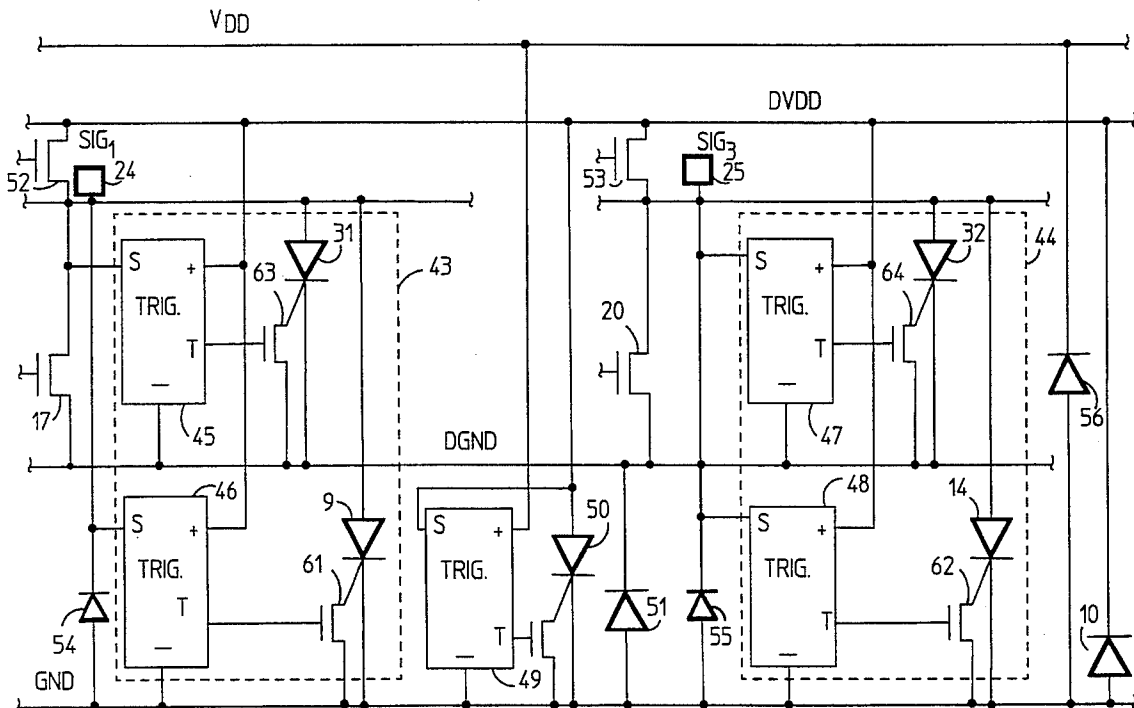 VDD
DVDD
SIG1
24
52
SIG3
25
53
S
+
TRIG.
T
—
45
63
31
43
17
20
S
+
TRIG.
T
—
47
64
32
44
56
DGND
46
S
+
TRIG.
T
—
54
9
61
S
+
TRIG.
T
—
49
50
51
55
48
S
+
TRIG.
T
—
14
62
10
GND